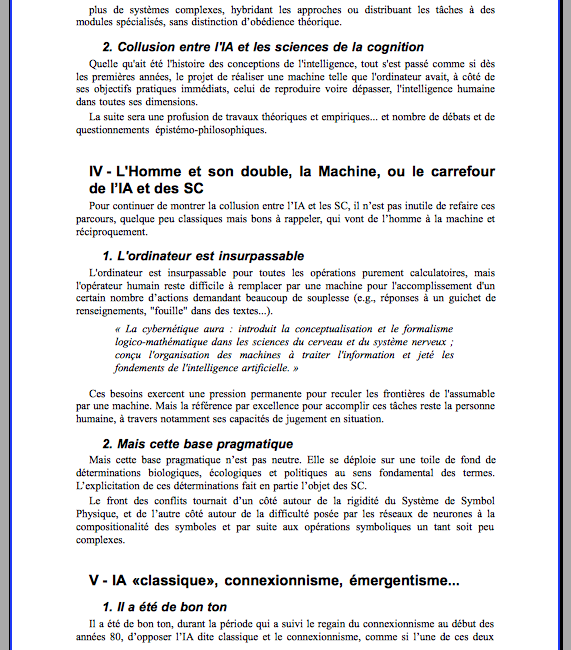 plus de systèmes complexes, hybridant les approches ou distribuant les tâches à des
modules spécialisés, sans distinction d’obédience théorique.
2. Collusion entre l'IA et les sciences de la cognition
Quelle qu'ait été l'histoire des conceptions de l'intelligence, tout s'est passé comme si dès
les premières années, le projet de réaliser une machine telle que l'ordinateur avait, à côté de
ses objectifs pratiques immédiats, celui de reproduire voire dépasser, l'intelligence humaine
dans toutes ses dimensions.
La suite sera une profusion de travaux théoriques et empiriques... et nombre de débats et de
questionnements épistémo-philosophiques.
IV - L'Homme et son double, la Machine, ou le carrefour
de l’IA et des SC
Pour continuer de montrer la collusion entre l’IA et les SC, il n’est pas inutile de refaire ces
parcours, quelque peu classiques mais bons à rappeler, qui vont de l’homme à la machine et
réciproquement.
1. L'ordinateur est insurpassable
L'ordinateur est insurpassable pour toutes les opérations purement calculatoires, mais
l'opérateur humain reste difficile à remplacer par une machine pour l'accomplissement d'un
certain nombre d’actions demandant beaucoup de souplesse (e.g., réponses à un guichet de
renseignements, "fouille" dans des textes...).
« La cybernétique aura : introduit la conceptualisation et le formalisme
logico-mathématique dans les sciences du cerveau et du système nerveux ;
conçu l'organisation des machines à traiter l'information et jeté les
fondements de l'intelligence artificielle. »
Ces besoins exercent une pression permanente pour reculer les frontières de l'assumable
par une machine. Mais la référence par excellence pour accomplir ces tâches reste la personne
humaine, à travers notamment ses capacités de jugement en situation.
2. Mais cette base pragmatique
Mais cette base pragmatique n’est pas neutre. Elle se déploie sur une toile de fond de
déterminations biologiques, écologiques et politiques au sens fondamental des termes.
L’explicitation de ces déterminations fait en partie l’objet des SC.
Le front des conflits tournait d’un côté autour de la rigidité du Système de Symbol
Physique, et de l’autre côté autour de la difficulté posée par les réseaux de neurones à la
compositionalité des symboles et par suite aux opérations symboliques un tant soit peu
complexes.
V - IA «classique», connexionnisme, émergentisme...
1. Il a été de bon ton
Il a été de bon ton, durant la période qui a suivi le regain du connexionnisme au début des
années 80, d’opposer l’IA dite classique et le connexionnisme, comme si l’une de ces deux